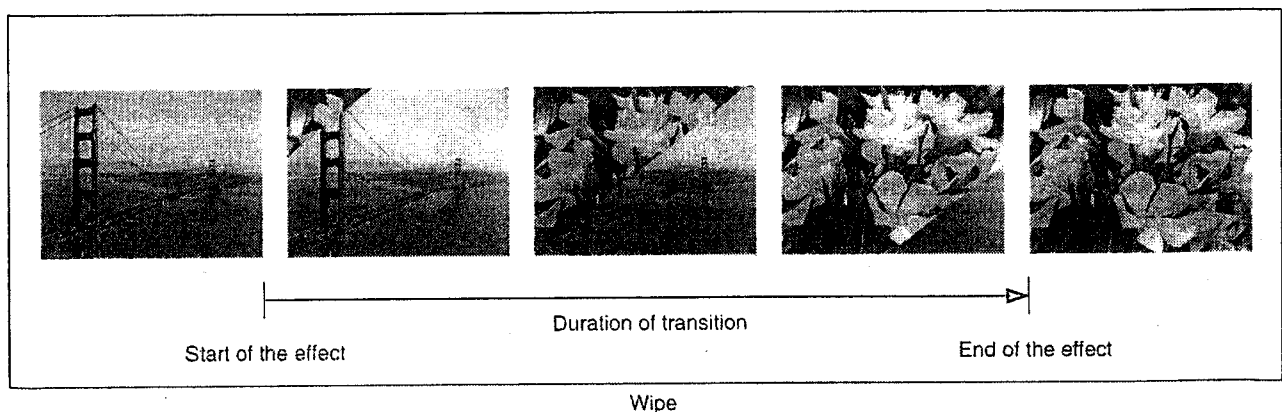 Duration of transition
Start of the effect
End of the effect
Wipe